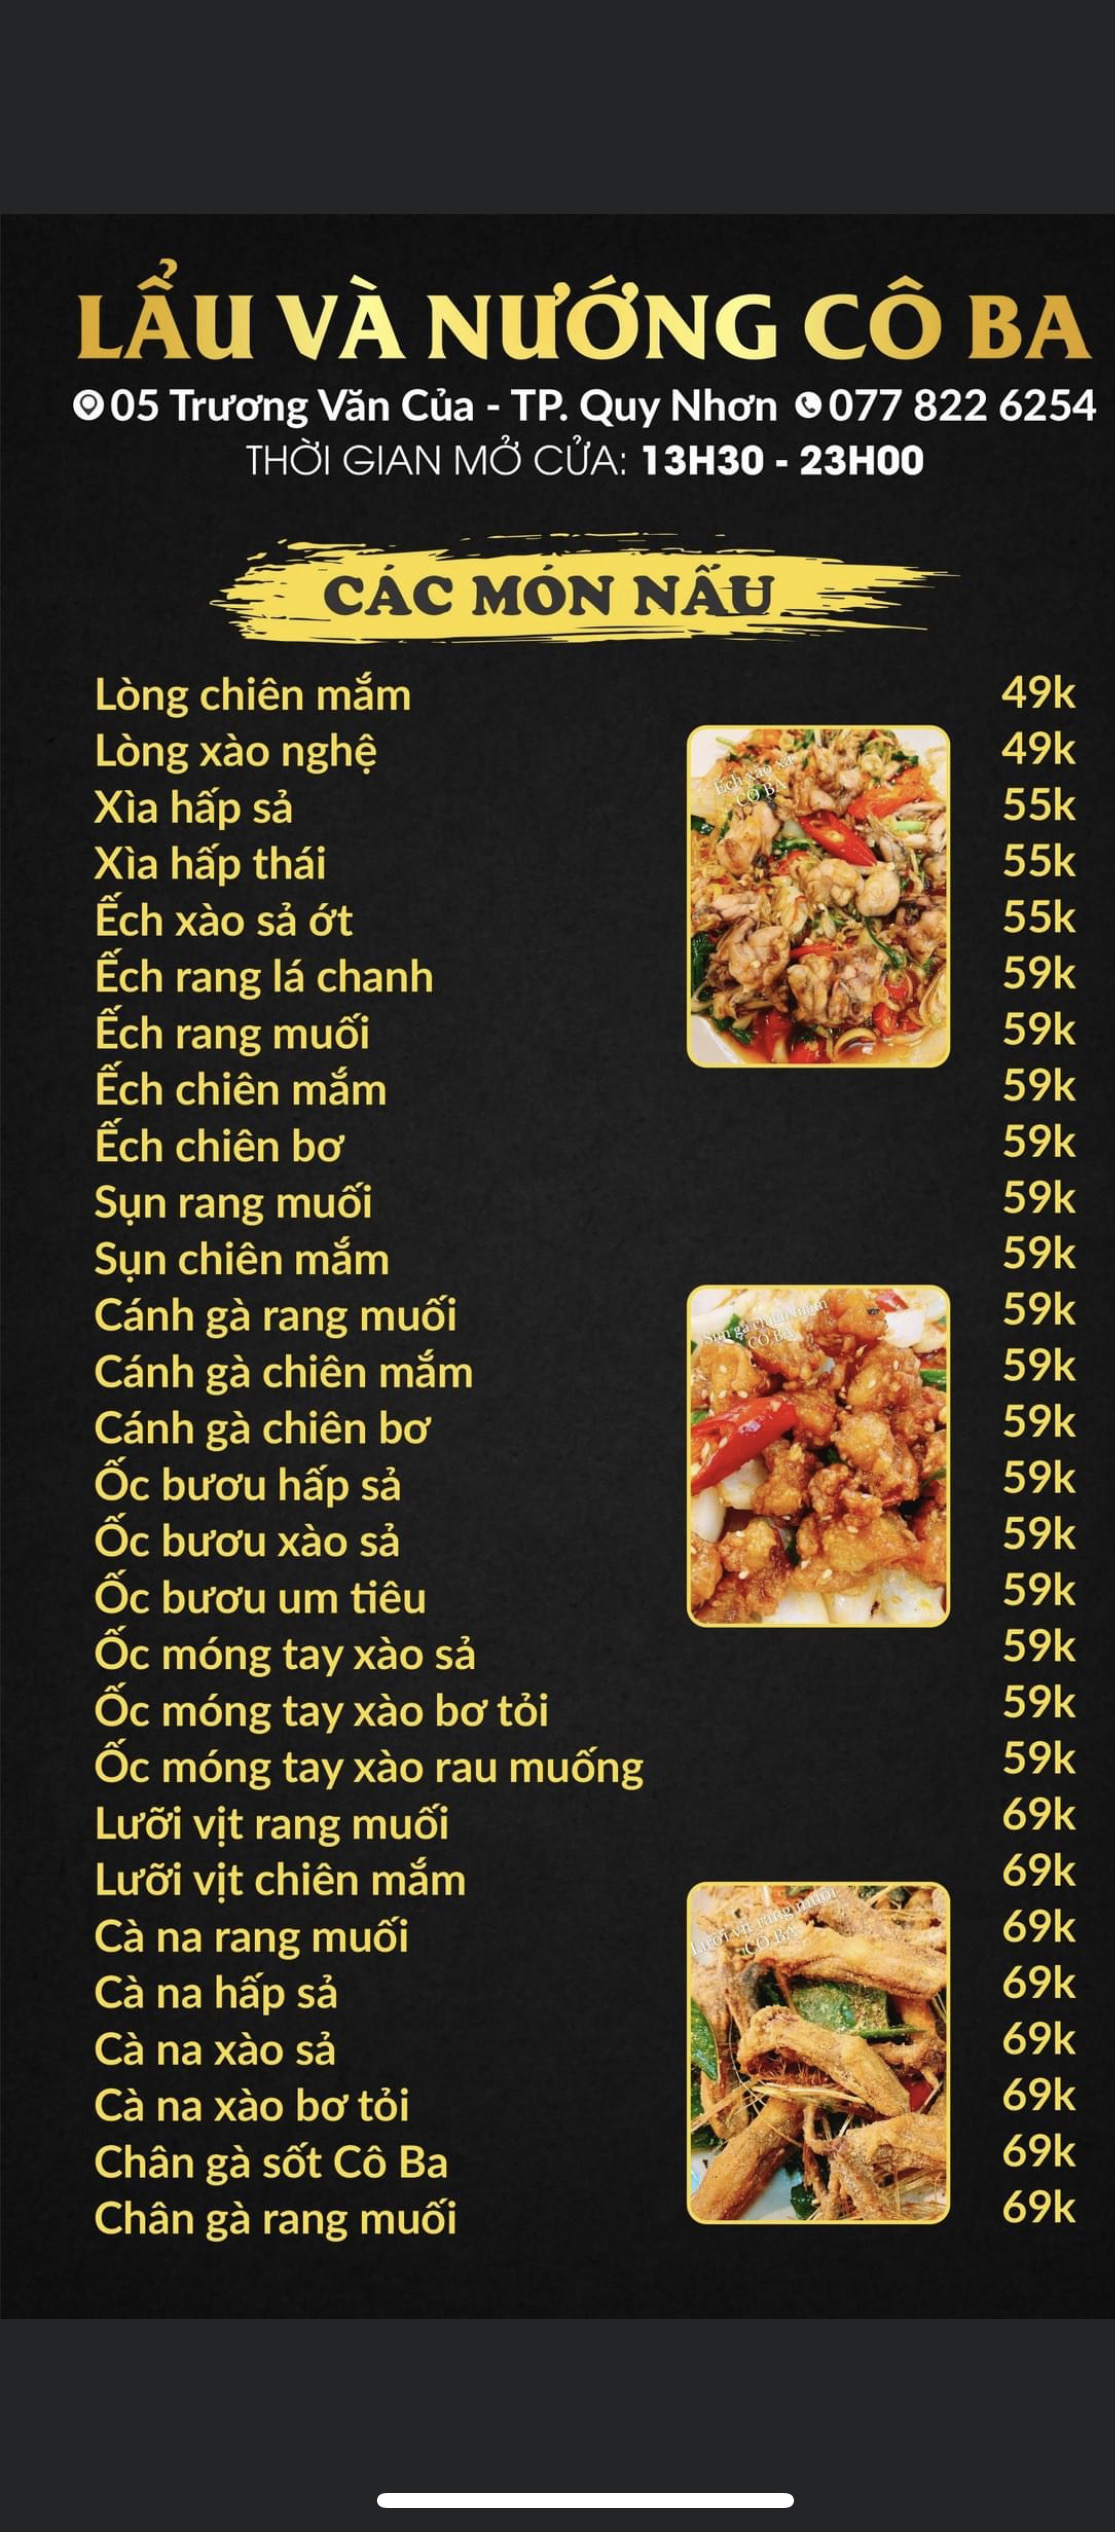 LẨU VÀ NƯỚNG CÔ BA
05 Trương Văn Của - TP. Quy Nhơn 077 822 6254
THỜI GIAN MỞ CỬA: 13H30 - 23H00
CÁC MÓN NẤU
Lòng chiên mắm 49k
Lòng xào nghệ 49k
Xìa hấp sả 55k
Xìa hấp thái 55k
Ếch xào sả ớt 55k
Ếch rang lá chanh 59k
Ếch rang muối 59k
Ếch chiên mắm 59k
Ếch chiên bơ 59k
Sụn rang muối 59k
Sụn chiên mắm 59k
Cánh gà rang muối 59k
Cánh gà chiên mắm 59k
Cánh gà chiên bơ 59k
Ốc bươu hấp sả 59k
Ốc bươu xào sả 59k
Ốc bươu um tiêu 59k
Ốc móng tay xào sả 59k
Ốc móng tay xào bơ tỏi 59k
Ốc móng tay xào rau muống 59k
Lưỡi vịt rang muối 69k
Lưỡi vịt chiên mắm 69k
Cà na rang muối 69k
Cà na hấp sả 69k
Cà na xào sả 69k
Cà na xào bơ tỏi 69k
Chân gà sốt Cô Ba 69k
Chân gà rang muối 69k
Ếch xào sả
CÔ BA
Sụn gà chiên mắm
CÔ BA
Lưỡi vịt rang muối
CÔ BA